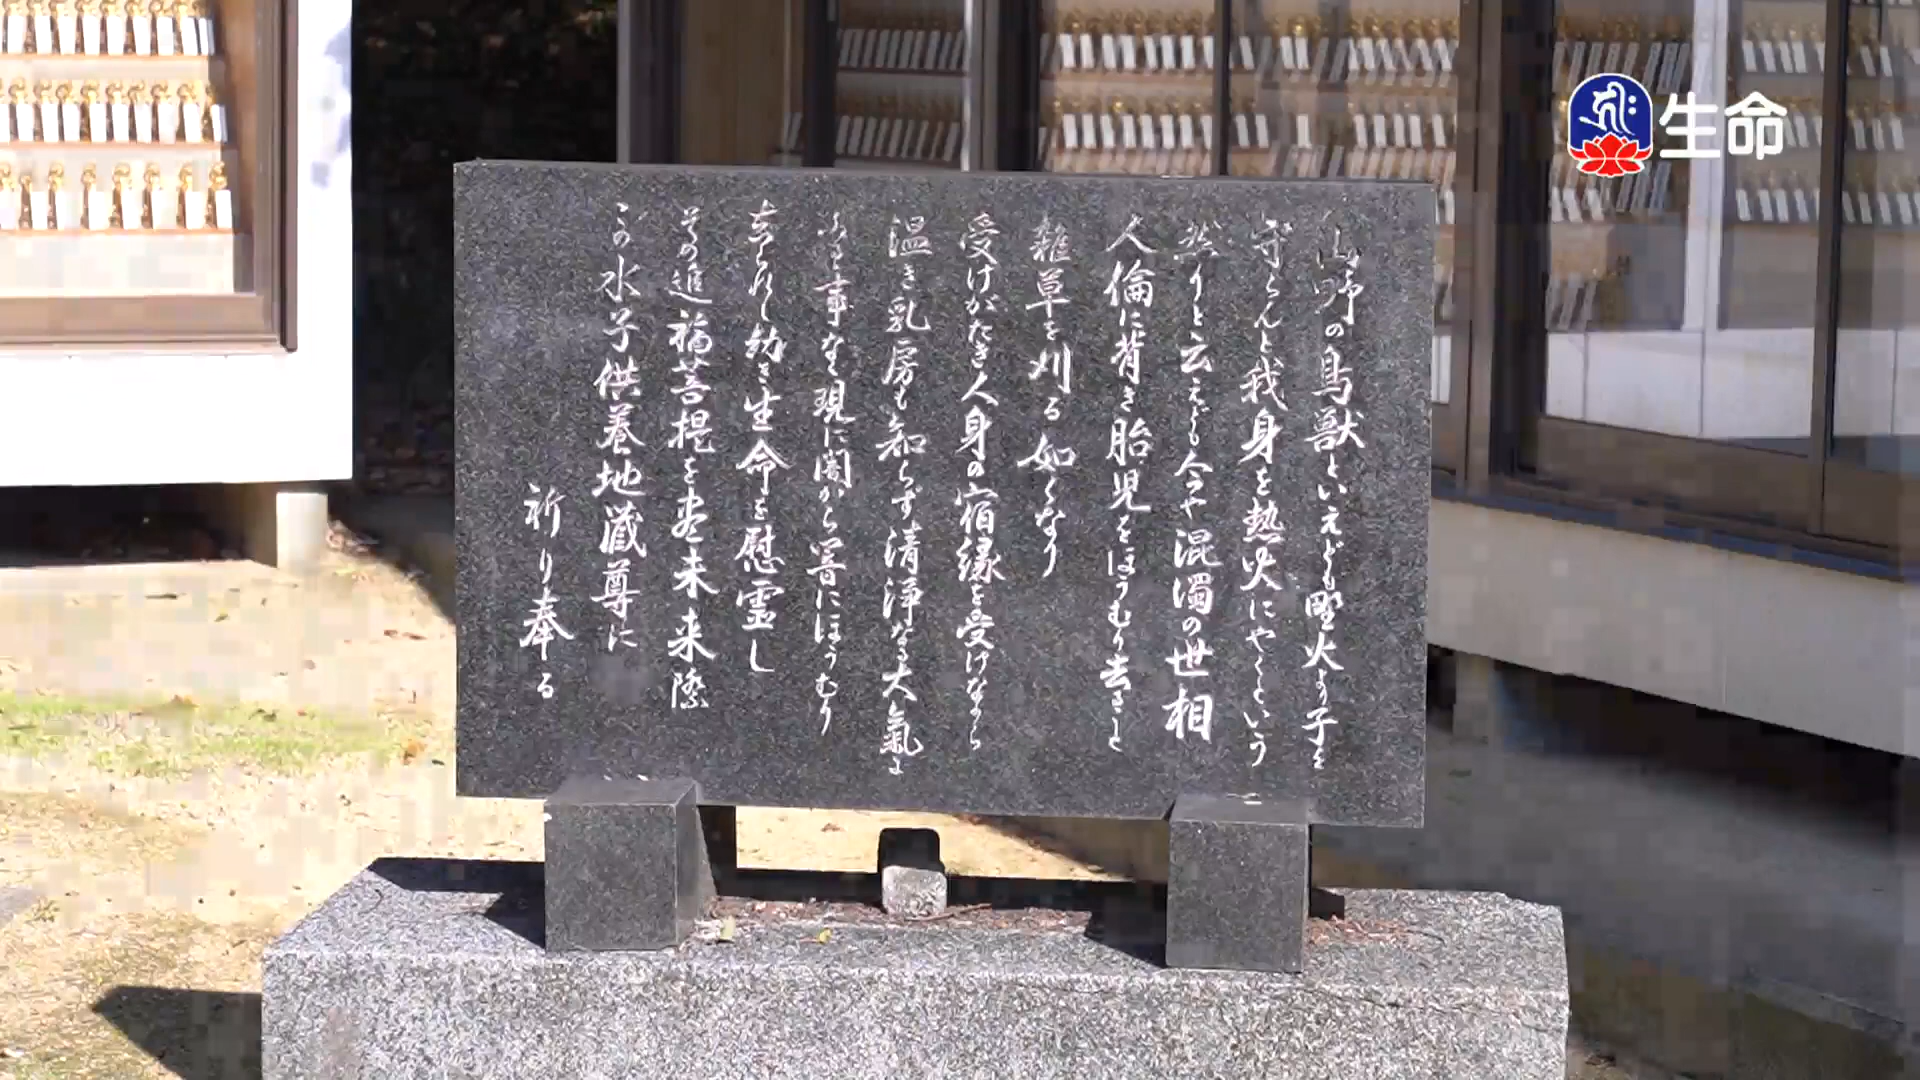 山野の鳥獣といえども野火より子を
守らんと我身を熱火にやくという
然りと云えども今や混濁の世相
人倫に背き胎児をほうむり去ること
雑草を刈る如くなり
受けがたき人身の宿縁を受けながら
温き乳房も知らず清浄なる大氣に
ふる事なく現に闇から闇にほうむり
去られし幼き生命を慰霊し
その進福菩提を尽未来際
この水子供養地蔵尊に
祈り奉る
生命